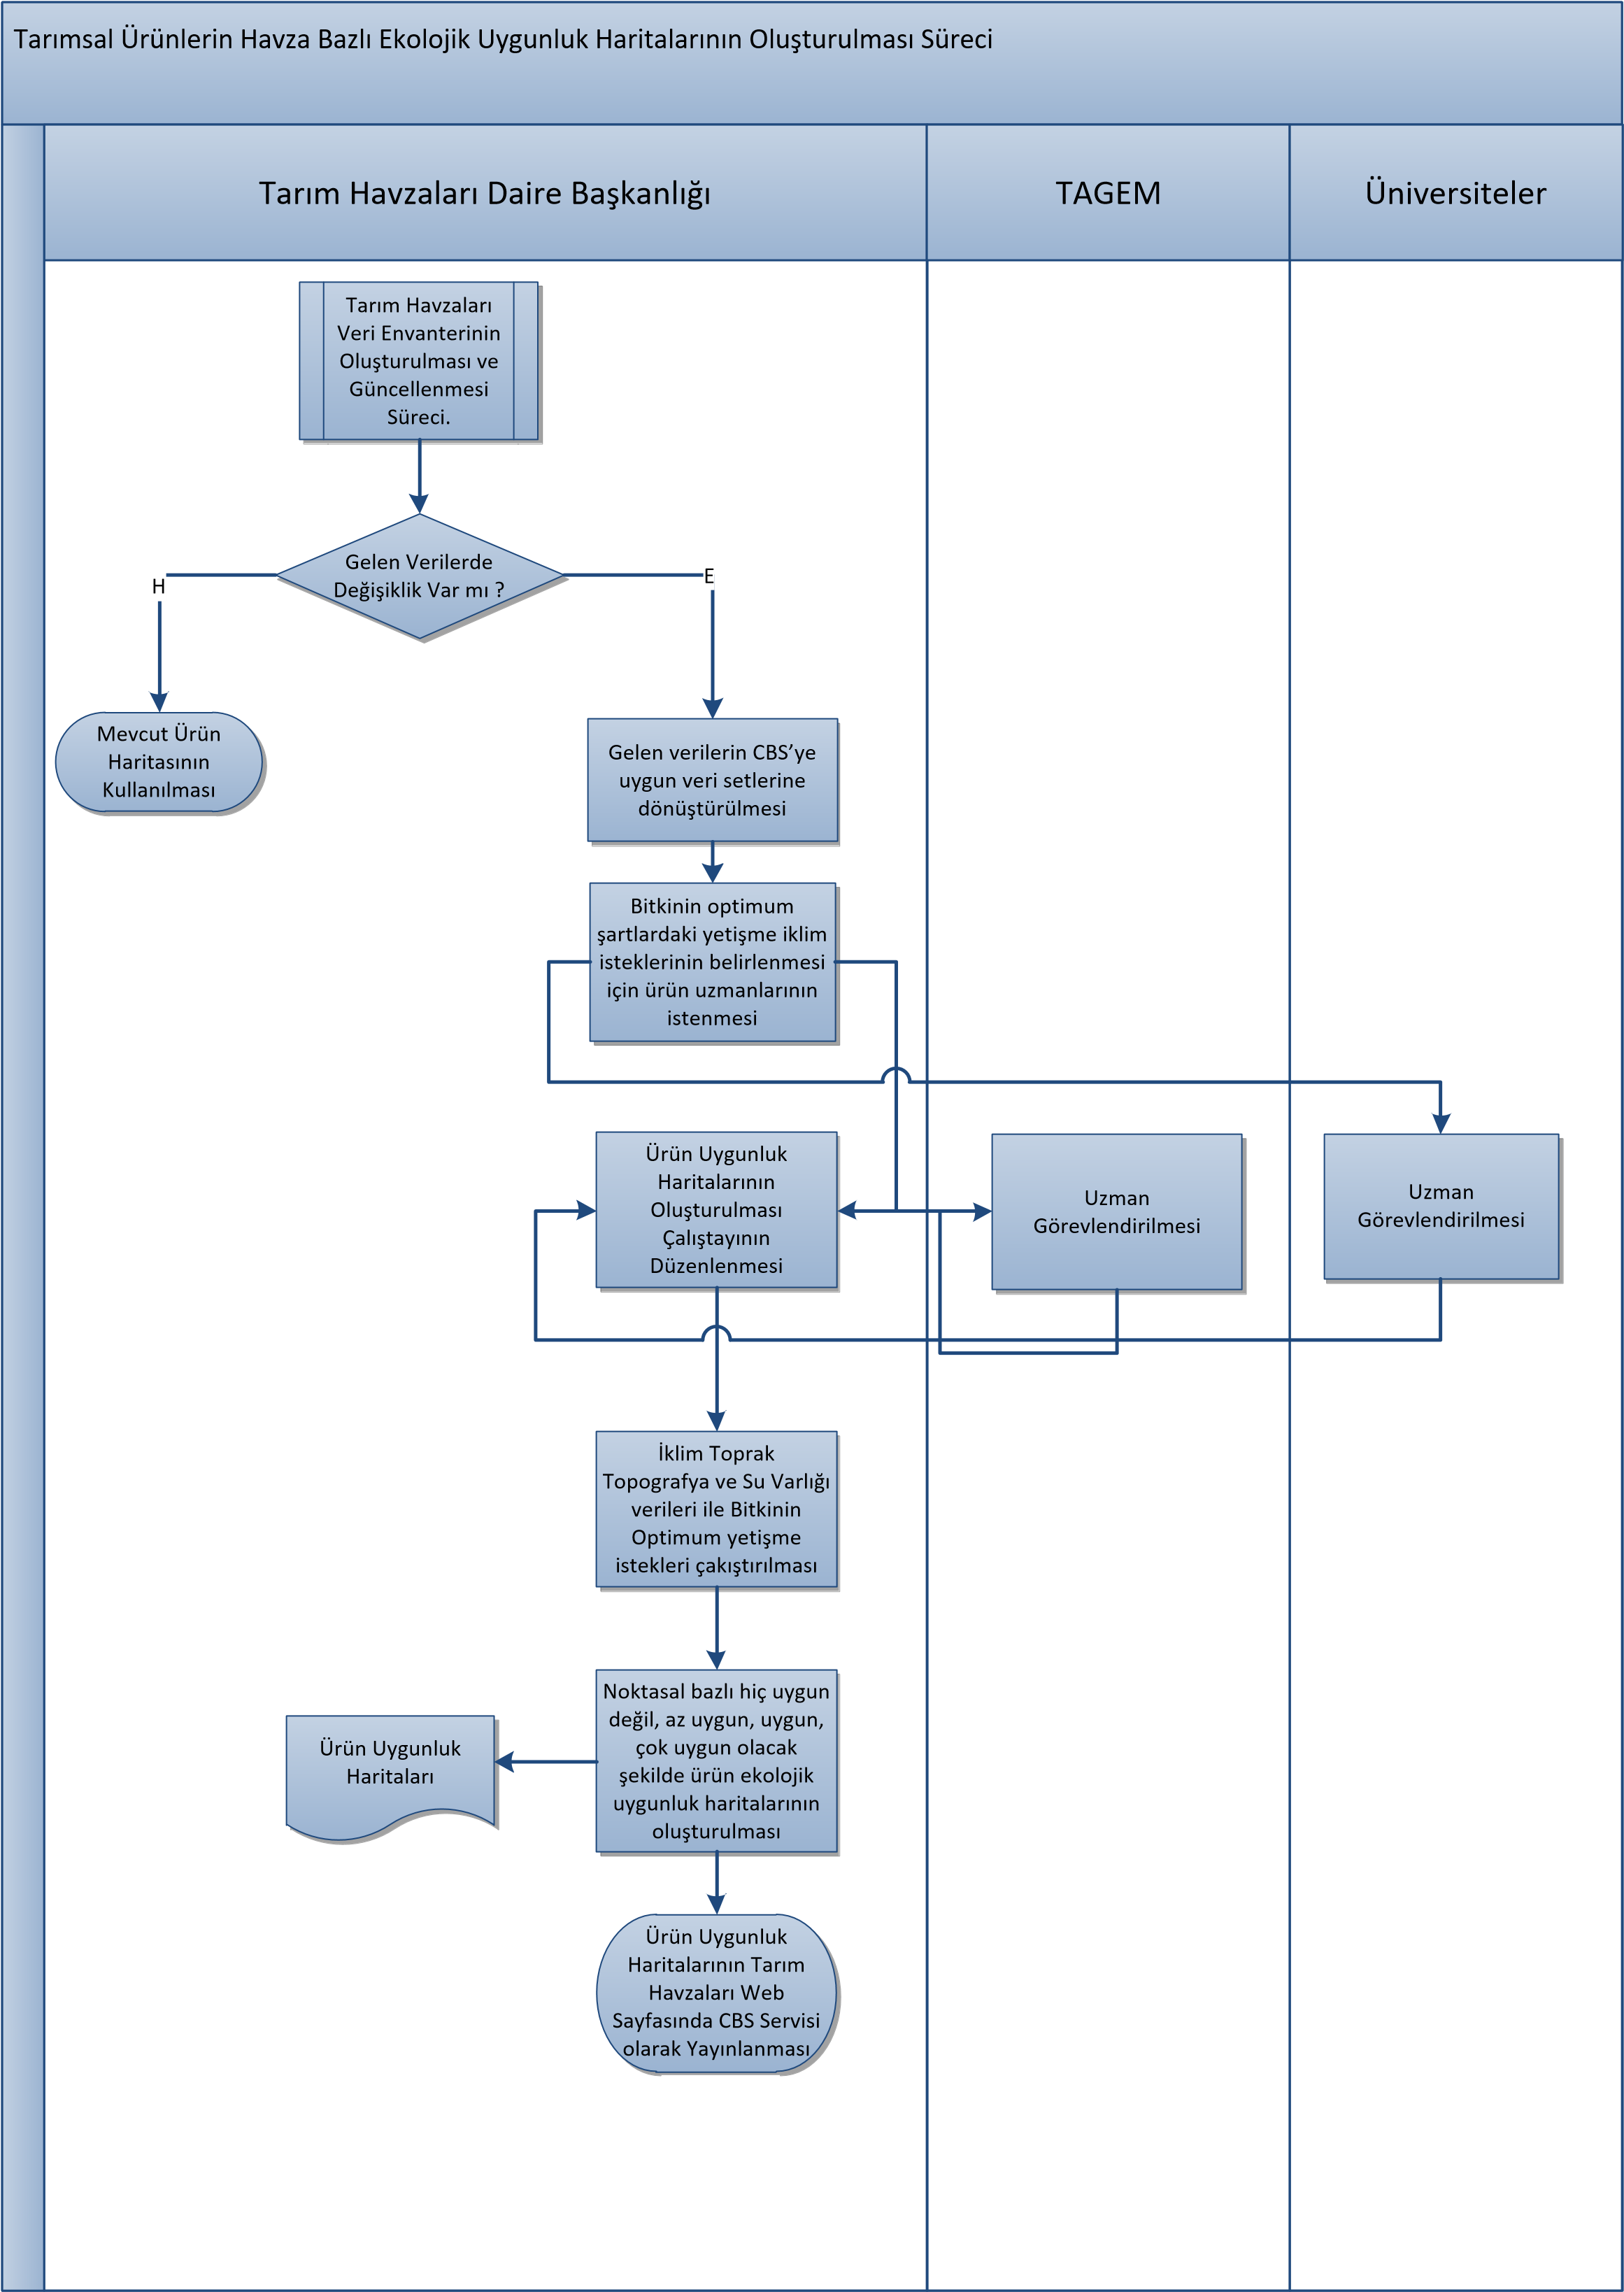 Tarımsal Ürünlerin Havza Bazlı Ekolojik Uygunluk Haritalarının Oluşturulması Süreci
Tarım Havzaları Daire Başkanlığı
TAGEM
Üniversiteler
Tarım Havzaları
Veri Envanterinin
Oluşturulması ve
Güncellenmesi
Süreci.
Gelen Verilerde
Değişiklik Var mı ?
H
E
Mevcut Ürün
Haritasının
Kullanılması
Gelen verilerin CBS’ye
uygun veri setlerine
dönüştürülmesi
Bitkinin optimum
şartlardaki yetişme iklim
isteklerinin belirlenmesi
için ürün uzmanlarının
istenmesi
Ürün Uygunluk
Haritalarının
Oluşturulması
Çalıştayının
Düzenlenmesi
Uzman
Görevlendirilmesi
Uzman
Görevlendirilmesi
İklim Toprak
Topografya ve Su Varlığı
verileri ile Bitkinin
Optimum yetişme
istekleri çakıştırılması
Noktasal bazlı hiç uygun
değil, az uygun, uygun,
çok uygun olacak
şekilde ürün ekolojik
uygunluk haritalarının
oluşturulması
Ürün Uygunluk
Haritaları
Ürün Uygunluk
Haritalarının Tarım
Havzaları Web
Sayfasında CBS Servisi
olarak Yayınlanması